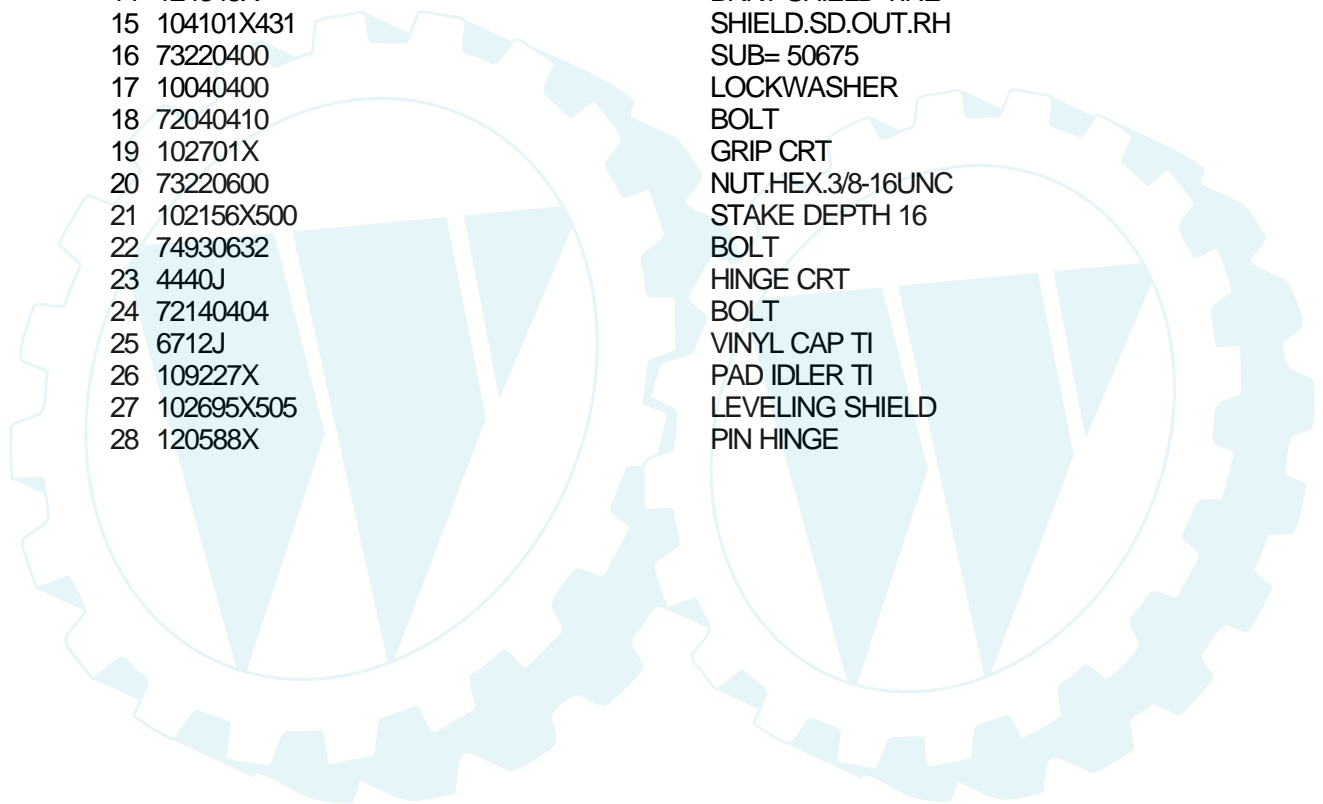 15 104101X431 SHIELD.SD.OUT.RH
16 73220400 SUB= 50675
17 10040400 LOCKWASHER
18 72040410 BOLT
19 102701X GRIP CRT
20 73220600 NUT.HEX.3/8-16UNC
21 102156X500 STAKE DEPTH 16
22 74930632 BOLT
23 4440J HINGE CRT
24 72140404 BOLT
25 6712J VINYL CAP TI
26 109227X PAD IDLER TI
27 102695X505 LEVELING SHIELD
28 120588X PIN HINGE